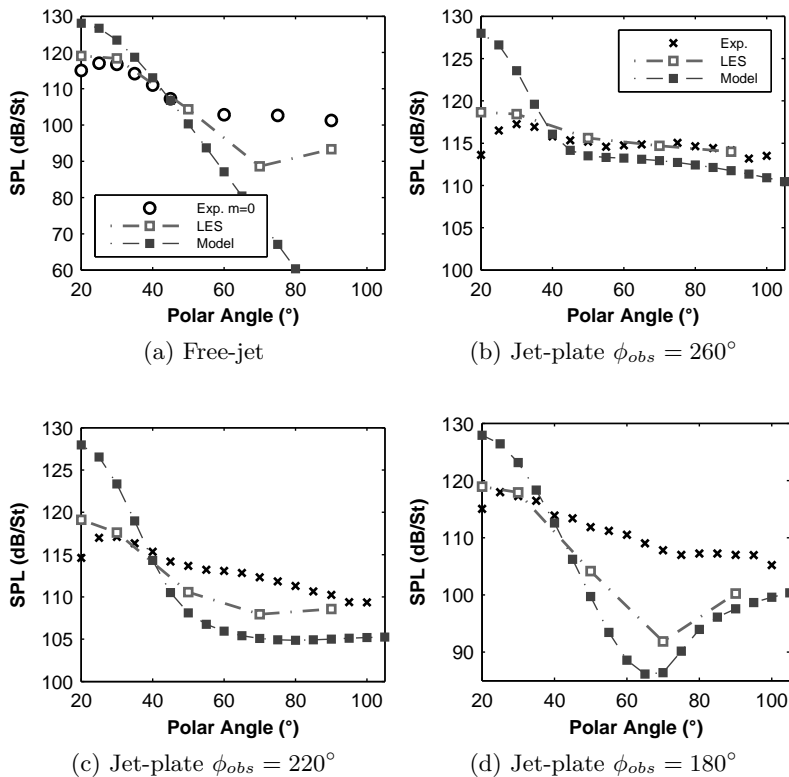 130
120
110
100
90
80
70
60
SPL (dB/St)
20 40 60 80 100
Polar Angle (°)
Exp. m=0
LES
Model
(a) Free-jet
130
125
120
115
110
105
100
SPL (dB/St)
20 40 60 80 100
Polar Angle (°)
Exp.
LES
Model
(b) Jet-plate ϕobs = 260°
130
125
120
115
110
105
100
SPL (dB/St)
20 40 60 80 100
Polar Angle (°)
(c) Jet-plate ϕobs = 220°
130
120
110
100
90
SPL (dB/St)
20 40 60 80 100
Polar Angle (°)
(d) Jet-plate ϕobs = 180°